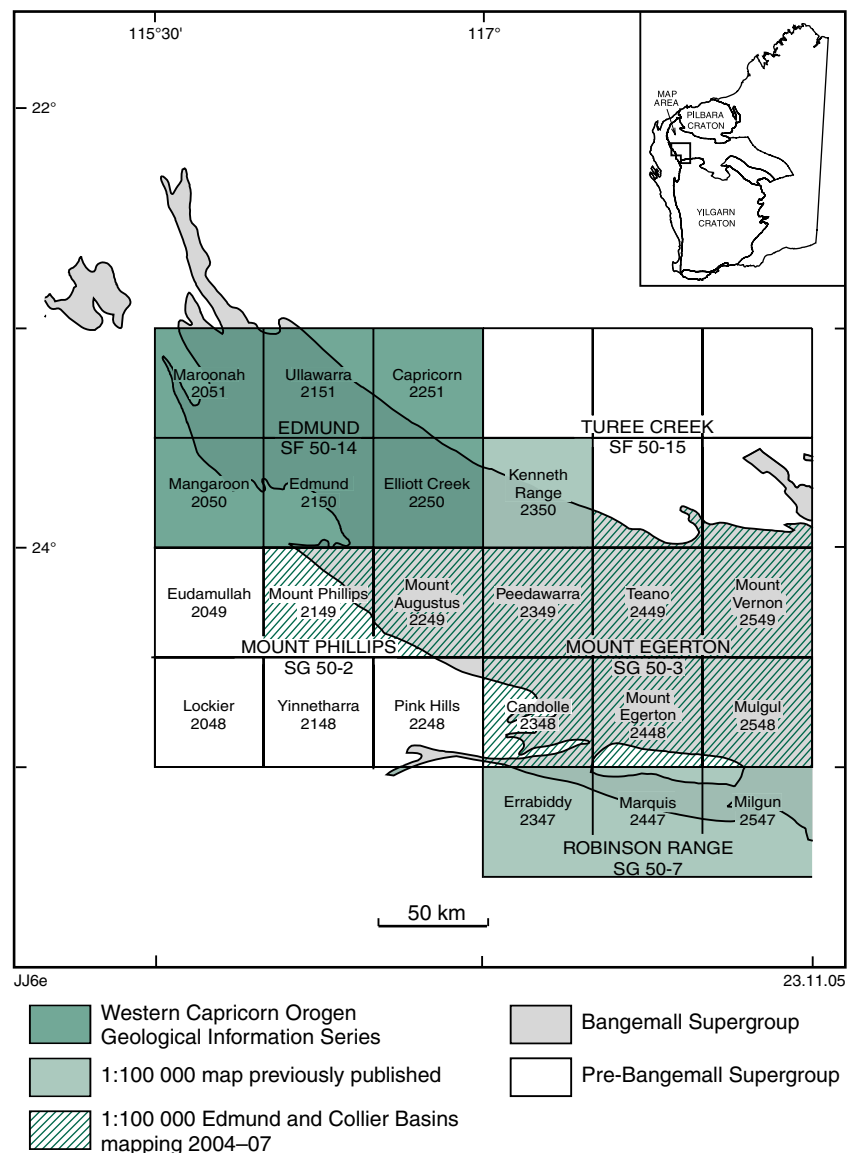 115°30'
117°
22°
24°
MAP
AREA
PILBARA
CRATON
YILGARN
CRATON
Maroonah
2051
Ullawarra
2151
Capricorn
2251
EDMUND
SF 50-14
TUREE CREEK
SF 50-15
Mangaroon
2050
Edmund
2150
Elliott Creek
2250
Kenneth
Range
2350
Eudamullah
2049
Mount Phillips
2149
Mount
Augustus
2249
Peedawarra
2349
Teano
2449
Mount
Vernon
2549
MOUNT PHILLIPS
SG 50-2
MOUNT EGERTON
SG 50-3
Lockier
2048
Yinnetharra
2148
Pink Hills
2248
Candolle
2348
Mount
Egerton
2448
Mulgul
2548
Errabiddy
2347
Marquis
2447
Milgun
2547
ROBINSON RANGE
SG 50-7
50 km
JJ6e
23.11.05
Western Capricorn Orogen
Geological Information Series
1:100 000 map previously published
1:100 000 Edmund and Collier Basins
mapping 2004–07
Bangemall Supergroup
Pre-Bangemall Supergroup